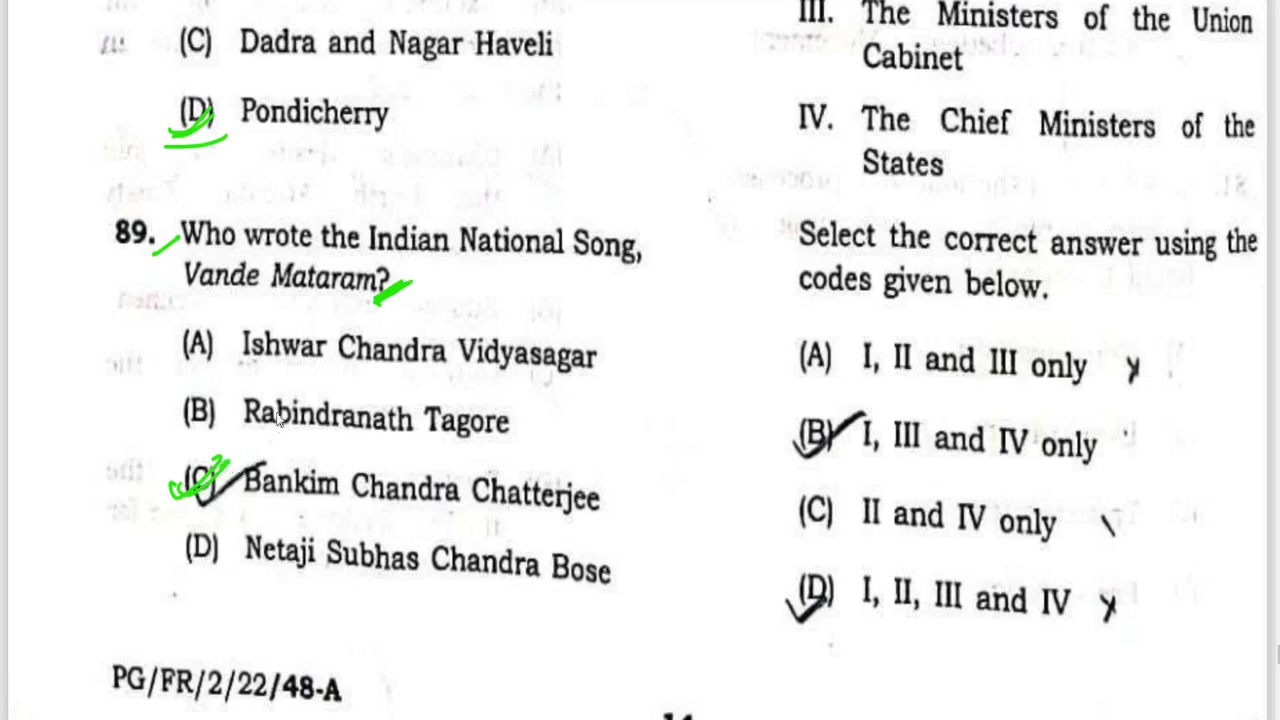 (C) Dadra and Nagar Haveli
(D) Pondicherry
89. Who wrote the Indian National Song,
Vande Mataram?
(A) Ishwar Chandra Vidyasagar
(B) Rabindranath Tagore
(C) Bankim Chandra Chatterjee
(D) Netaji Subhas Chandra Bose
PG/FR/2/22/48-A
III. The Ministers of the Union
Cabinet
IV. The Chief Ministers of the
States
Select the correct answer using the
codes given below.
(A) I, II and III only
(B) I, III and IV only
(C) II and IV only
(D) I, II, III and IV